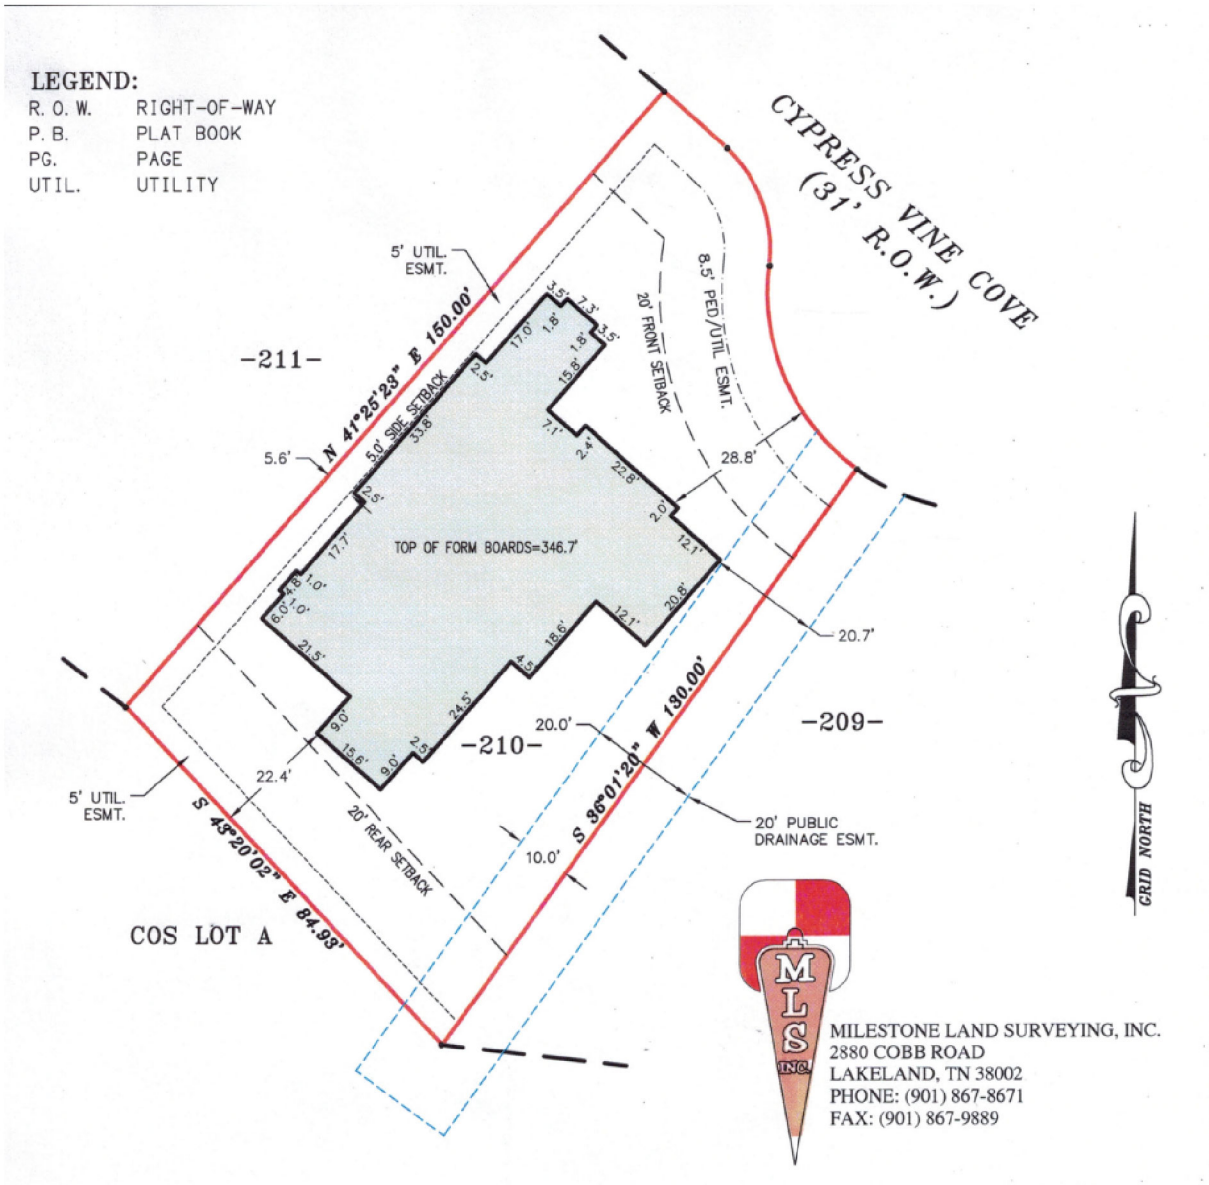 LEGEND:
R.O.W. RIGHT-OF-WAY
P.B. PLAT BOOK
PG. PAGE
UTIL. UTILITY
CYPRESS VINE COVE
(31' R.O.W.)
5' UTIL.
ESMT.
-211-
N 41°25'23" E 150.00'
5.0' SIDE SETBACK
5.6'
3.5'
7.3'
1.8'
1.8'
3.5'
17.0'
2.5'
15.8'
33.8'
7.1'
2.4'
22.8'
2.0'
12.1'
20.8'
12.1'
18.6'
4.5'
24.5'
2.5'
9.0'
15.6'
9.0'
21.5'
6.0'
1.0'
4.8'
1.0'
17.7'
2.5'
TOP OF FORM BOARDS=346.7'
8.5' PED/UTIL ESMT.
20' FRONT SETBACK
28.8'
20.7'
-209-
-210-
20.0'
S 36°01'20" W 130.00'
20' PUBLIC
DRAINAGE ESMT.
10.0'
22.4'
20' REAR SETBACK
5' UTIL.
ESMT.
S 43°20'02" E 84.93'
COS LOT A
GRID NORTH
MLS
INC.
MILESTONE LAND SURVEYING, INC.
2880 COBB ROAD
LAKELAND, TN 38002
PHONE: (901) 867-8671
FAX: (901) 867-9889